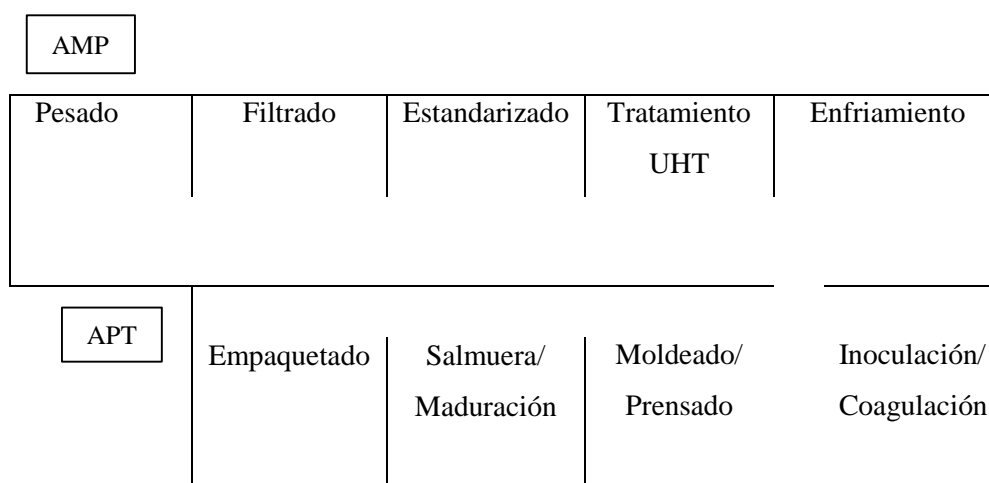 AMP
Pesado
Filtrado
Estandarizado
Tratamiento
UHT
Enfriamiento
APT
Empaquetado
Salmuera/
Maduración
Moldeado/
Prensado
Inoculación/
Coagulación